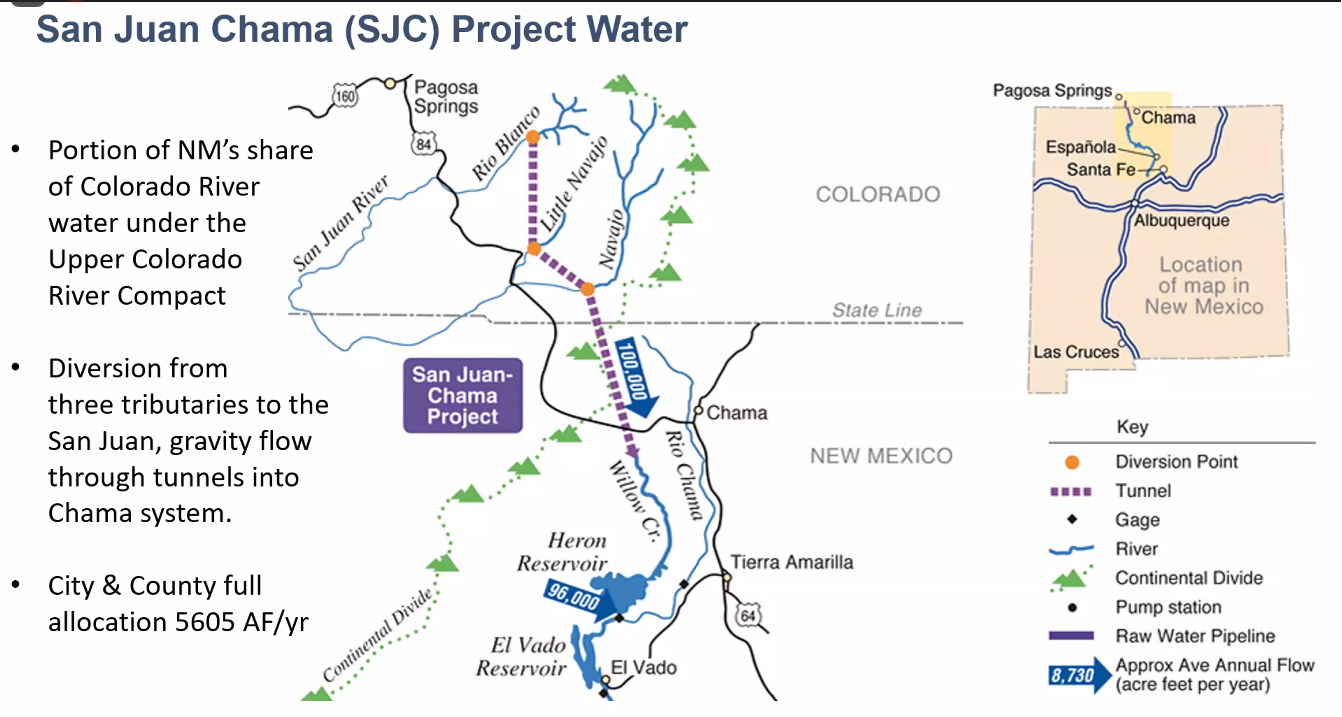 San Juan Chama (SJC) Project Water
• Portion of NM’s share
of Colorado River
water under the
Upper Colorado
River Compact
• Diversion from
three tributaries to the
San Juan, gravity flow
through tunnels into
Chama system.
• City & County full
allocation 5605 AF/yr
160
Pagosa
Springs
84
Rio Blanco
Little Navajo
Navajo
San Juan River
COLORADO
State Line
San Juan-
Chama
Project
100,000
Chama
NEW MEXICO
Willow Cr.
Rio Chama
Heron
Reservoir
96,000
Tierra Amarilla
64
El Vado
Reservoir
El Vado
Continental Divide
Pagosa Springs
Chama
Española
Santa Fe
Albuquerque
Location
of map in
New Mexico
Las Cruces
Key
Diversion Point
Tunnel
Gage
River
Continental Divide
Pump station
Raw Water Pipeline
8,730
Approx Ave Annual Flow
(acre feet per year)